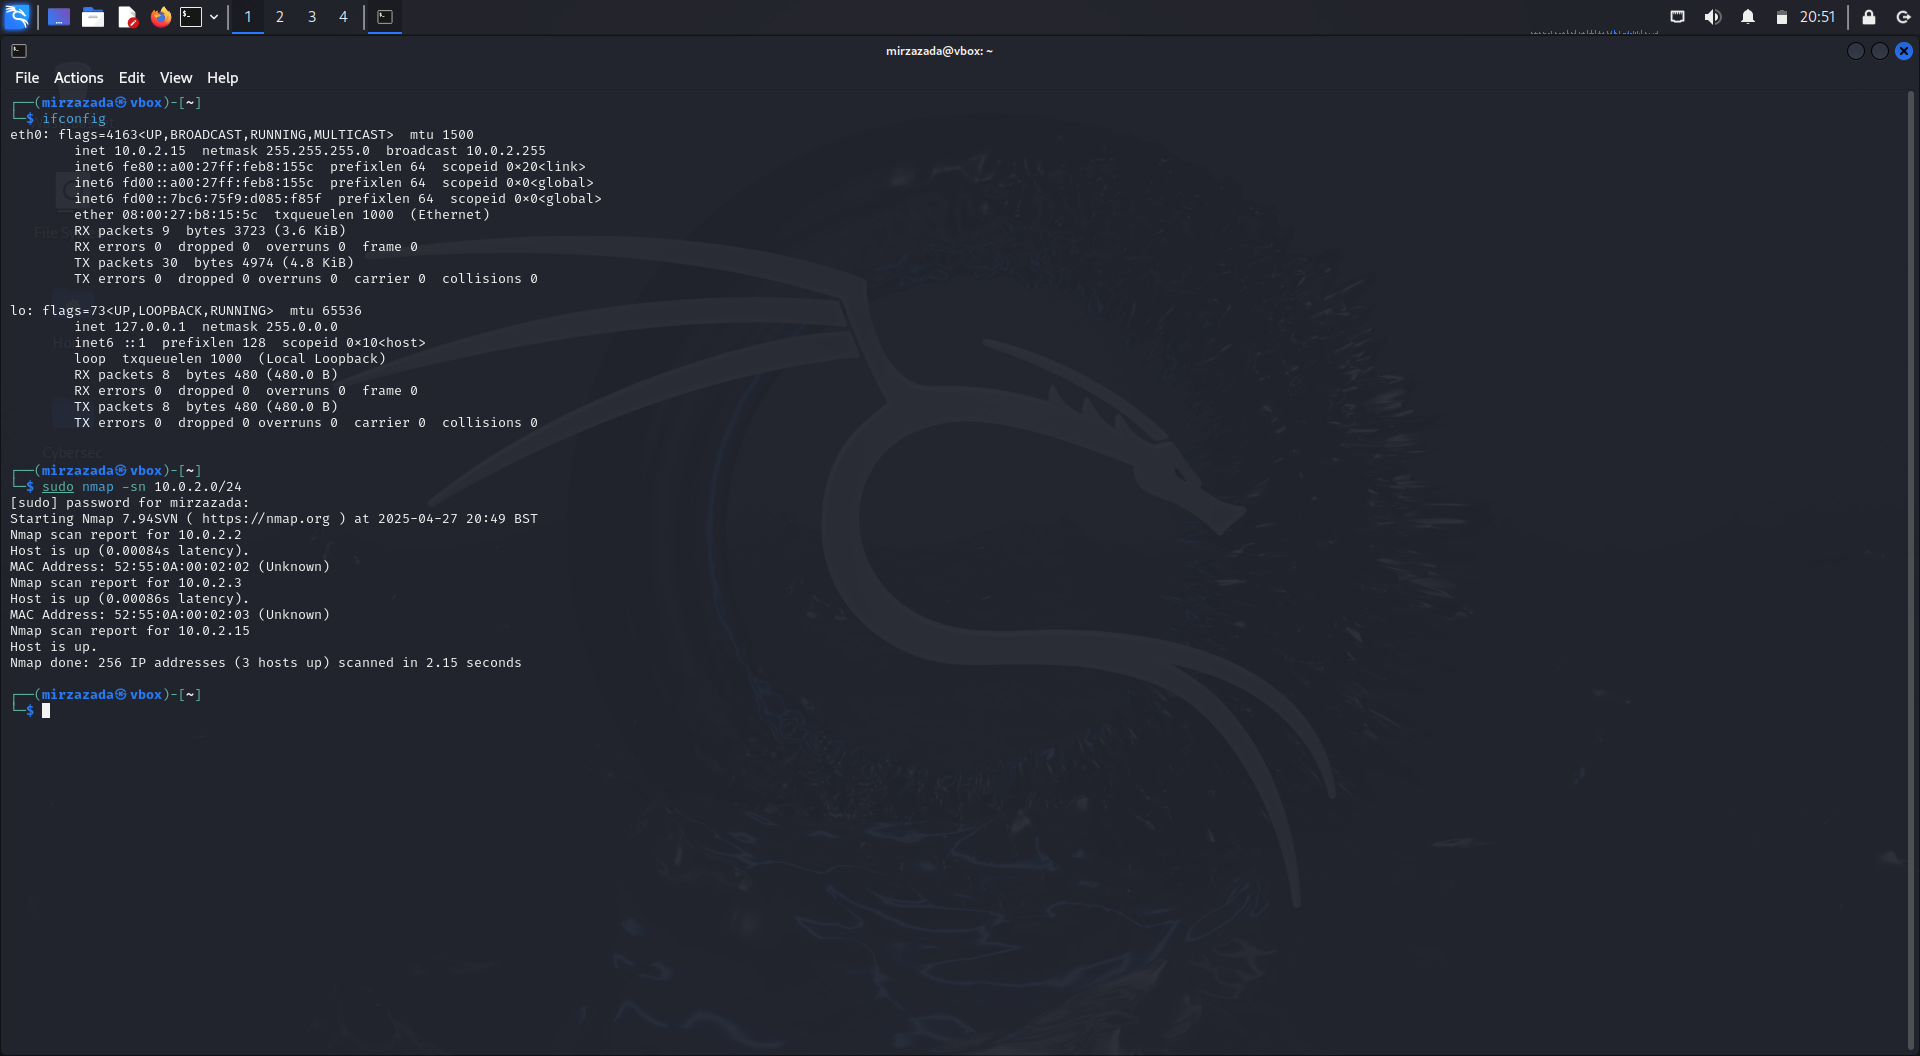 1 2 3 4
20:51
mirzazada@vbox: ~
File Actions Edit View Help
┌──(mirzazada㉿vbox)-[~]
└─$ ifconfig
eth0: flags=4163<UP,BROADCAST,RUNNING,MULTICAST>  mtu 1500
        inet 10.0.2.15  netmask 255.255.255.0  broadcast 10.0.2.255
        inet6 fe80::a00:27ff:feb8:155c  prefixlen 64  scopeid 0×20<link>
        inet6 fd00::a00:27ff:feb8:155c  prefixlen 64  scopeid 0×0<global>
        inet6 fd00::7bc6:75f9:d085:f85f  prefixlen 64  scopeid 0×0<global>
        ether 08:00:27:b8:15:5c  txqueuelen 1000  (Ethernet)
        RX packets 9  bytes 3723 (3.6 KiB)
        RX errors 0  dropped 0  overruns 0  frame 0
        TX packets 30  bytes 4974 (4.8 KiB)
        TX errors 0  dropped 0 overruns 0  carrier 0  collisions 0
lo: flags=73<UP,LOOPBACK,RUNNING>  mtu 65536
        inet 127.0.0.1  netmask 255.0.0.0
        inet6 ::1  prefixlen 128  scopeid 0×10<host>
        loop  txqueuelen 1000  (Local Loopback)
        RX packets 8  bytes 480 (480.0 B)
        RX errors 0  dropped 0  overruns 0  frame 0
        TX packets 8  bytes 480 (480.0 B)
        TX errors 0  dropped 0 overruns 0  carrier 0  collisions 0
Cybersec
┌──(mirzazada㉿vbox)-[~]
└─$ sudo nmap -sn 10.0.2.0/24
[sudo] password for mirzazada:
Starting Nmap 7.94SVN ( https://nmap.org ) at 2025-04-27 20:49 BST
Nmap scan report for 10.0.2.2
Host is up (0.00084s latency).
MAC Address: 52:55:0A:00:02:02 (Unknown)
Nmap scan report for 10.0.2.3
Host is up (0.00086s latency).
MAC Address: 52:55:0A:00:02:03 (Unknown)
Nmap scan report for 10.0.2.15
Host is up.
Nmap done: 256 IP addresses (3 hosts up) scanned in 2.15 seconds
┌──(mirzazada㉿vbox)-[~]
└─$